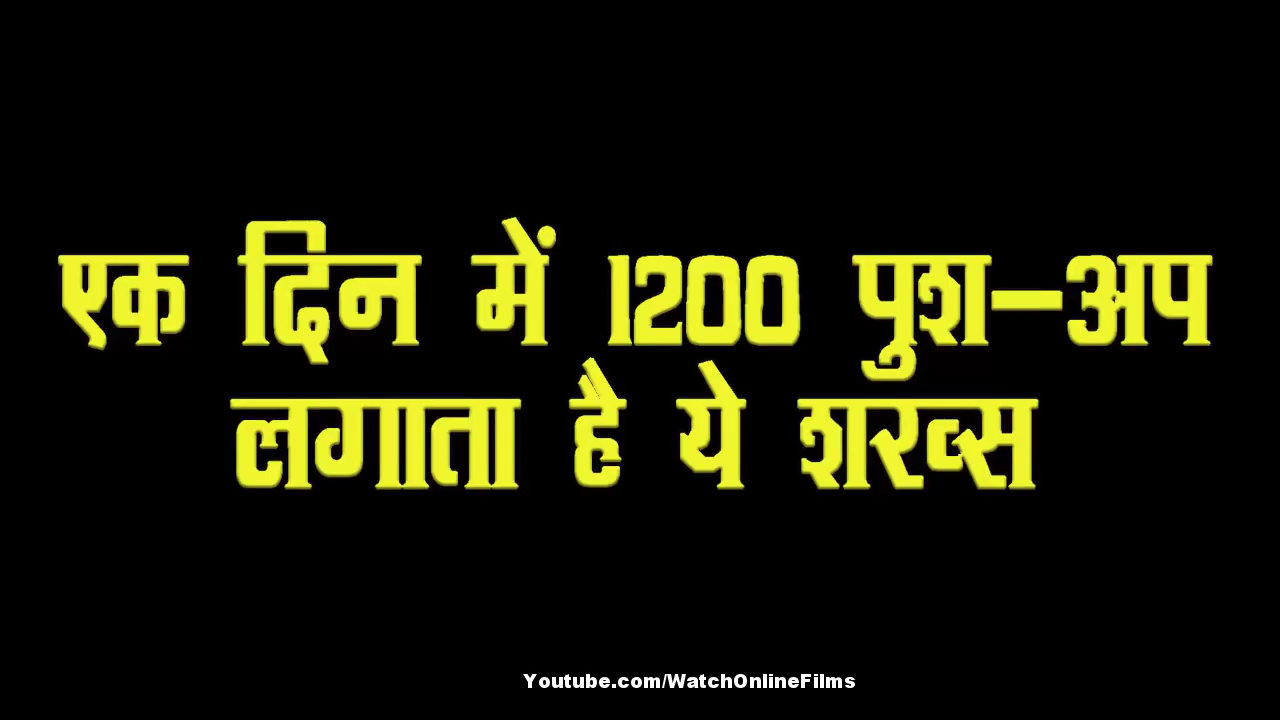 एक दिन में 1200 पुश-अप
लगाता है ये शख्स
Youtube.com/WatchOnlineFilms